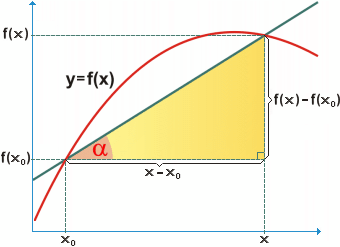 f(x)
y=f(x)
f(x)−f(x₀)
α
f(x₀)
x−x₀
x₀
x